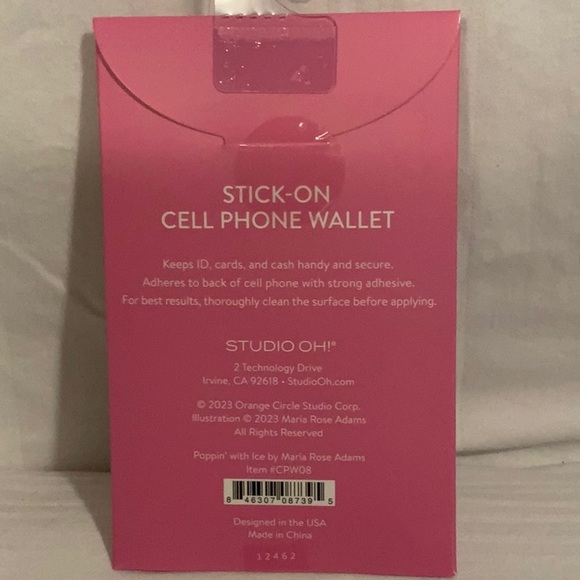 STICK-ON
CELL PHONE WALLET
Keeps ID, cards, and cash handy and secure.
Adheres to back of cell phone with strong adhesive.
For best results, thoroughly clean the surface before applying.
STUDIO OH!®
2 Technology Drive
Irvine, CA 92618 • StudioOh.com
© 2023 Orange Circle Studio Corp.
Illustration © 2023 Maria Rose Adams
All Rights Reserved
Poppin' with Ice by Maria Rose Adams
Item #CPW08
8 46307 08739 5
Designed in the USA
Made in China
12462